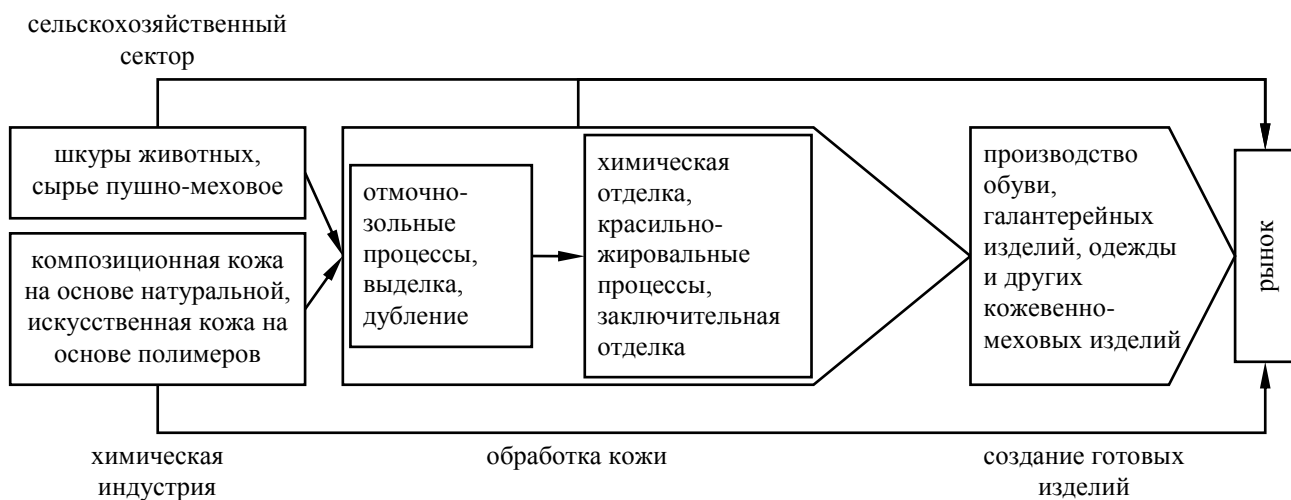 сельскохозяйственный
сектор
шкуры животных,
сырье пушно-меховое
композиционная кожа
на основе натуральной,
искусственная кожа на
основе полимеров
отмочно-
зольные
процессы,
выделка,
дубление
химическая
отделка,
красильно-
жировальные
процессы,
заключительная
отделка
производство
обуви,
галантерейных
изделий, одежды
и других
кожевенно-
меховых изделий
рынок
химическая
индустрия
обработка кожи
создание готовых
изделий